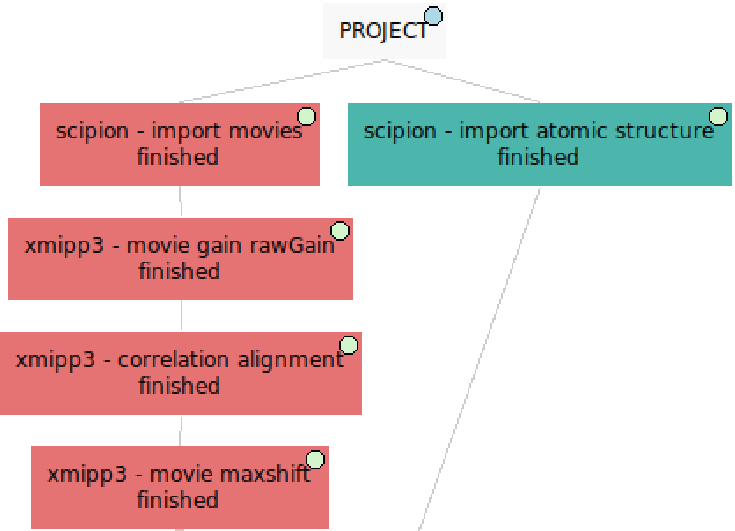 PROJECT
scipion - import movies
finished
scipion - import atomic structure
finished
xmipp3 - movie gain rawGain
finished
xmipp3 - correlation alignment
finished
xmipp3 - movie maxshift
finished